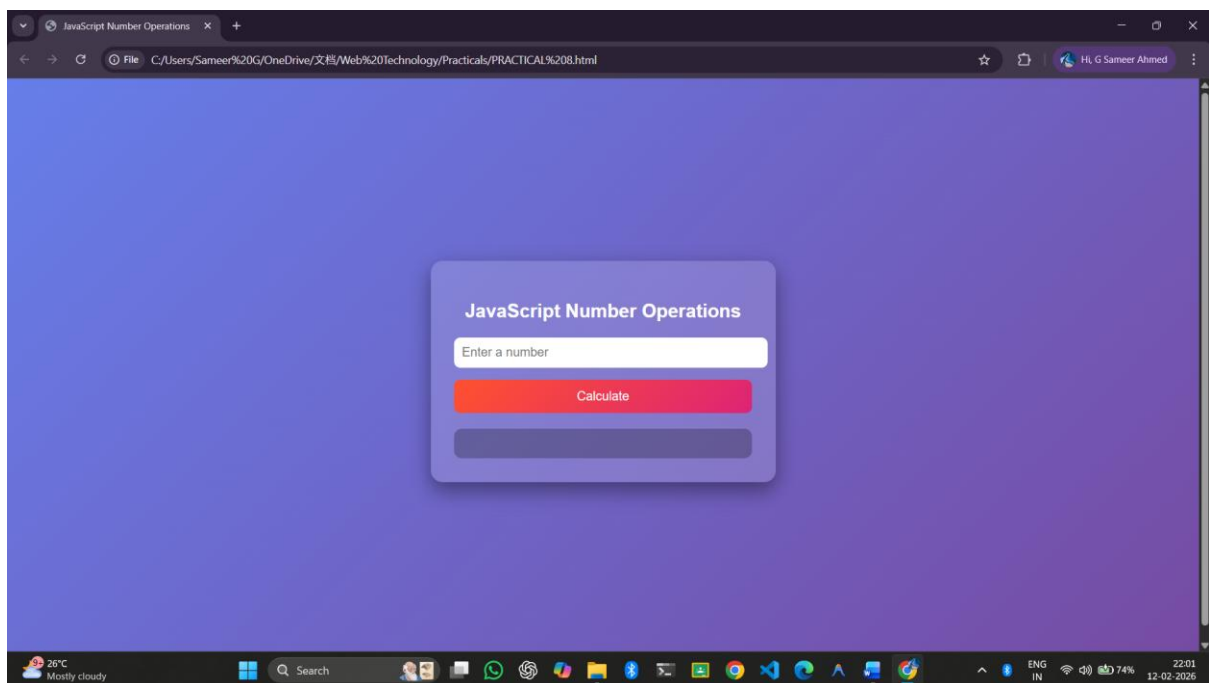 JavaScript Number Operations
File C:/Users/Sameer%20G/OneDrive/文档/Web%20Technology/Practicals/PRACTICAL%208.html
Hi, G Sameer Ahmed
JavaScript Number Operations
Enter a number
Calculate
26°C
Mostly cloudy
Search
ENG
IN
74%
22:01
12-02-2026